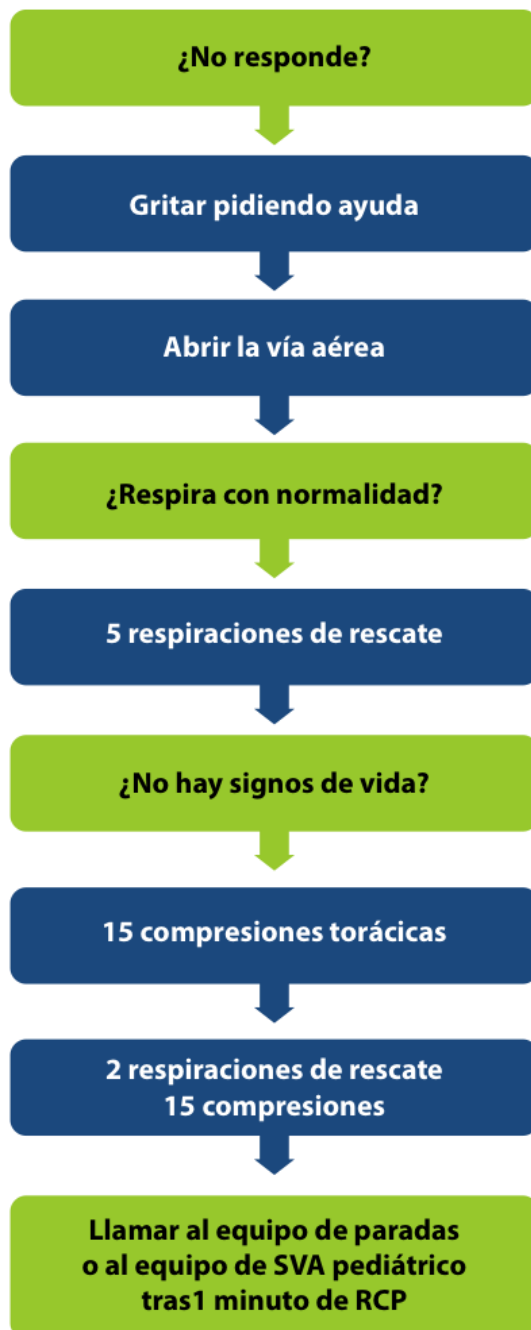 ¿No responde?
Gritar pidiendo ayuda
Abrir la vía aérea
¿Respira con normalidad?
5 respiraciones de rescate
¿No hay signos de vida?
15 compresiones torácicas
2 respiraciones de rescate
15 compresiones
Llamar al equipo de paradas
o al equipo de SVA pediátrico
tras1 minuto de RCP